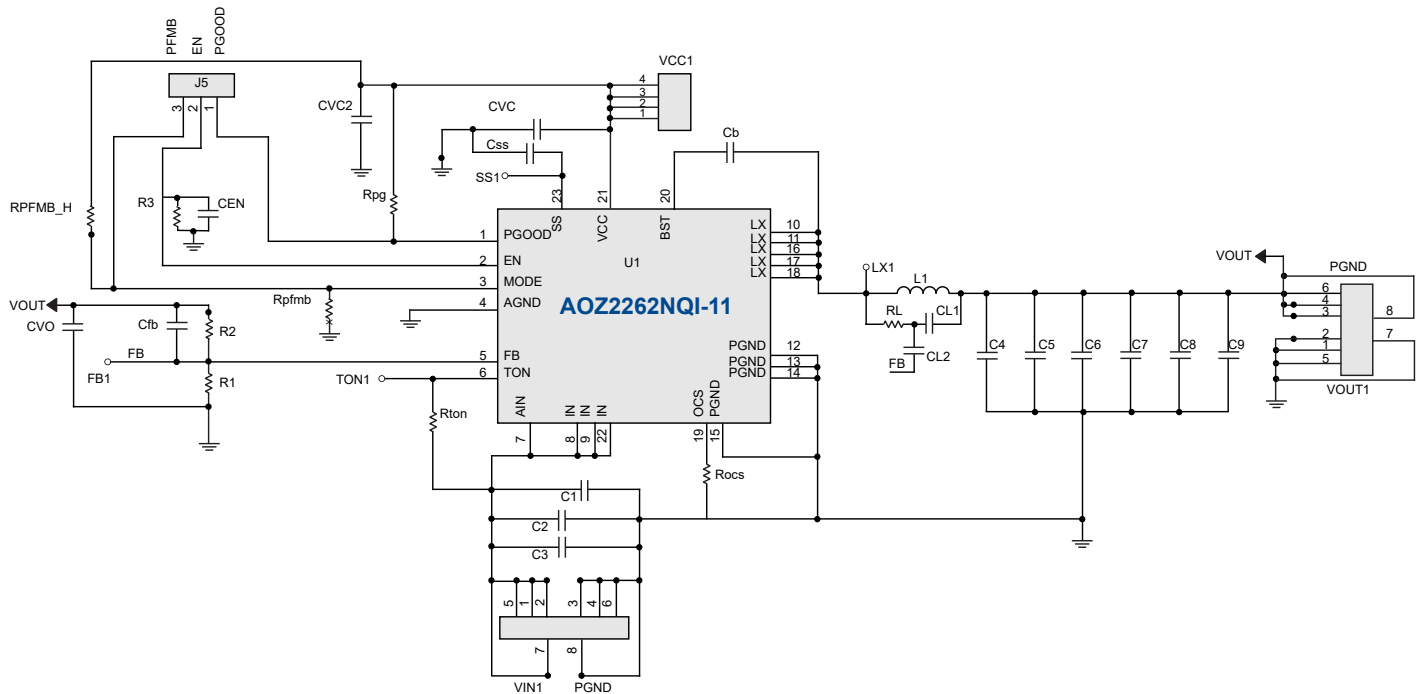 PFMB
EN
PGOOD
J5
3
2
1
CVC2
CVC
Css
SS1
VCC1
4
3
2
1
Cb
RPFMB_H
R3
CEN
Rpg
23
21
20
SS
VCC
BST
1
PGOOD
2
EN
3
MODE
4
AGND
5
FB
6
TON
U1
AOZ2262NQI-11
LX
10
LX
11
LX
16
LX
17
LX
18
PGND
12
PGND
13
PGND
14
AIN
IN
IN
IN
OCS
PGND
7
8
9
22
19
15
VOUT
CVO
Cfb
R2
FB
FB1
R1
Rpfmb
TON1
Rton
Rocs
LX1
L1
RL
CL1
CL2
FB
C4
C5
C6
C7
C8
C9
VOUT
PGND
6
4
3
2
1
5
8
7
VOUT1
C1
C2
C3
5
1
2
3
4
6
7
8
VIN1
PGND